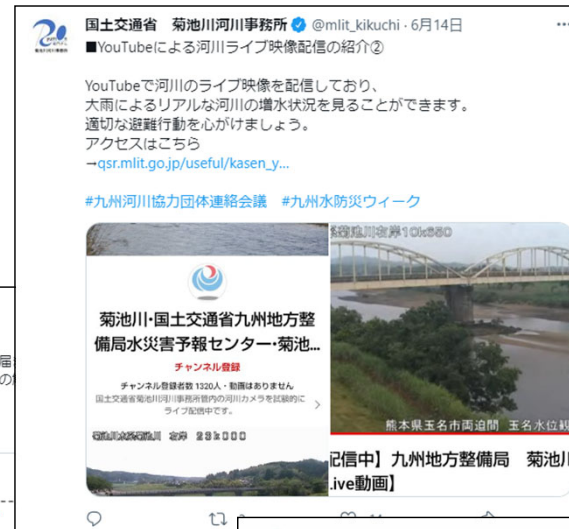 国土交通省 菊池川河川事務所 @mlit_kikuchi · 6月14日
■YouTubeによる河川ライブ映像配信の紹介②
YouTubeで河川のライブ映像を配信しており、
大雨によるリアルな河川の増水状況を見ることができます。
適切な避難行動を心がけましょう。
アクセスはこちら
→qsr.mlit.go.jp/useful/kasen_y...
#九州河川協力団体連絡会議 #九州水防災ウィーク
菊池川・国土交通省九州地方整
備局水災害予報センター・菊池...
チャンネル登録
チャンネル登録者数 1320人・動画はありません
国土交通省菊池川河川事務所管内の河川カメラを試験的に
ライブ配信中です。
菊池川右岸10k650
熊本県玉名市両迫間 玉名水位観
配信中】九州地方整備局 菊池川
Live動画】